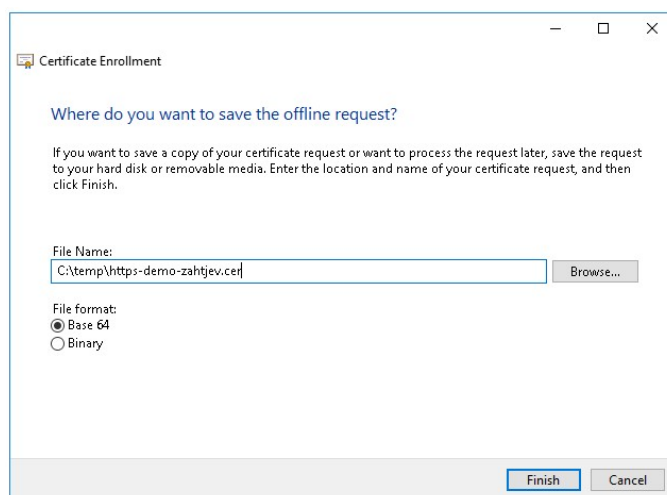 Certificate Enrollment
Where do you want to save the offline request?
If you want to save a copy of your certificate request or want to process the request later, save the request
to your hard disk or removable media. Enter the location and name of your certificate request, and then
click Finish.
File Name:
C:\temp\https-demo-zahtjev.cer
Browse...
File format:
Base 64
Binary
Finish
Cancel